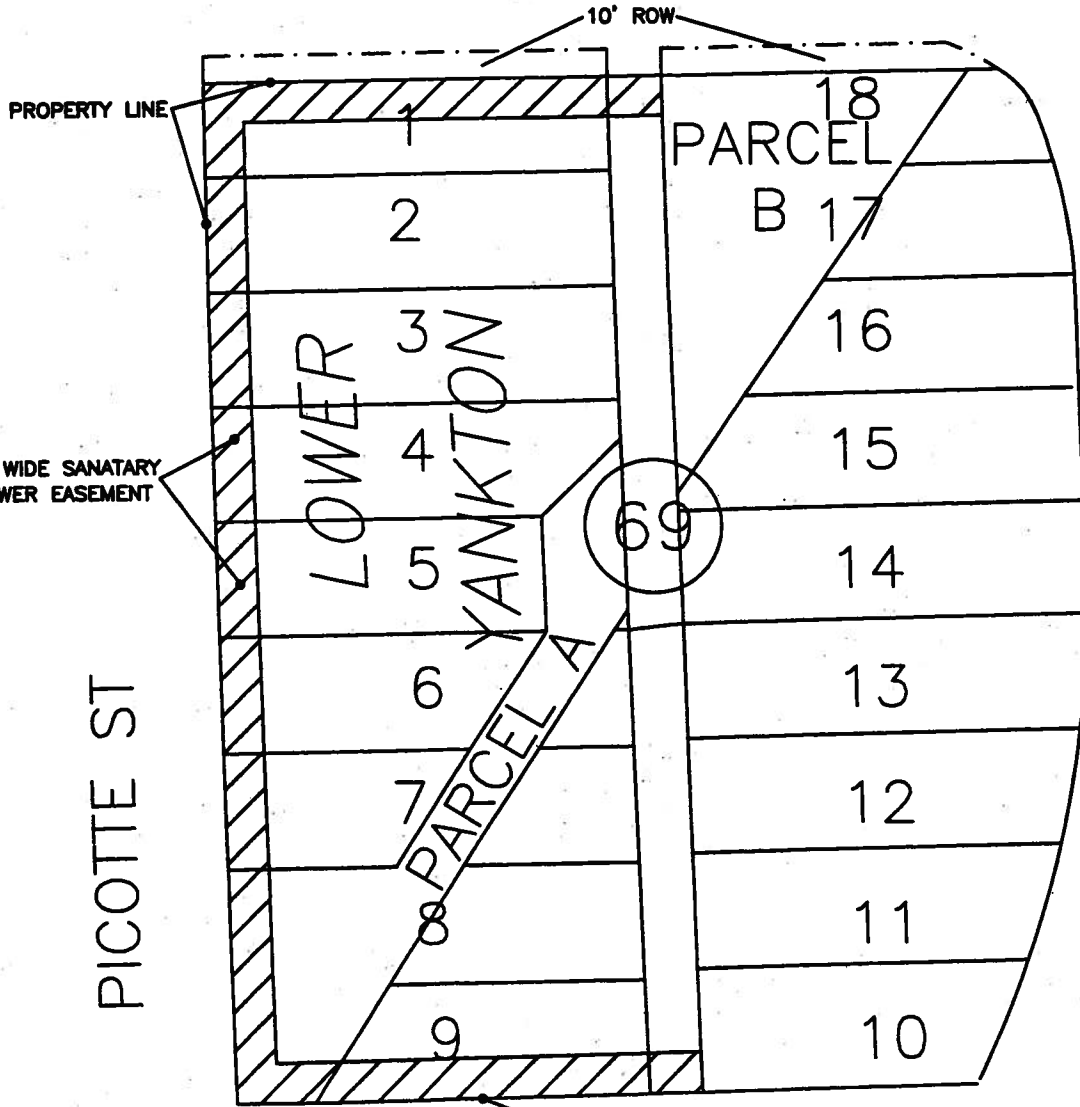 10' ROW
PROPERTY LINE
1
18
PARCEL
B
2
17
3
16
LOWER
YANKTON
4
15
WIDE SANATARY
WER EASEMENT
69
5
14
PARCEL A
6
13
PICOTTE ST
7
12
8
11
9
10